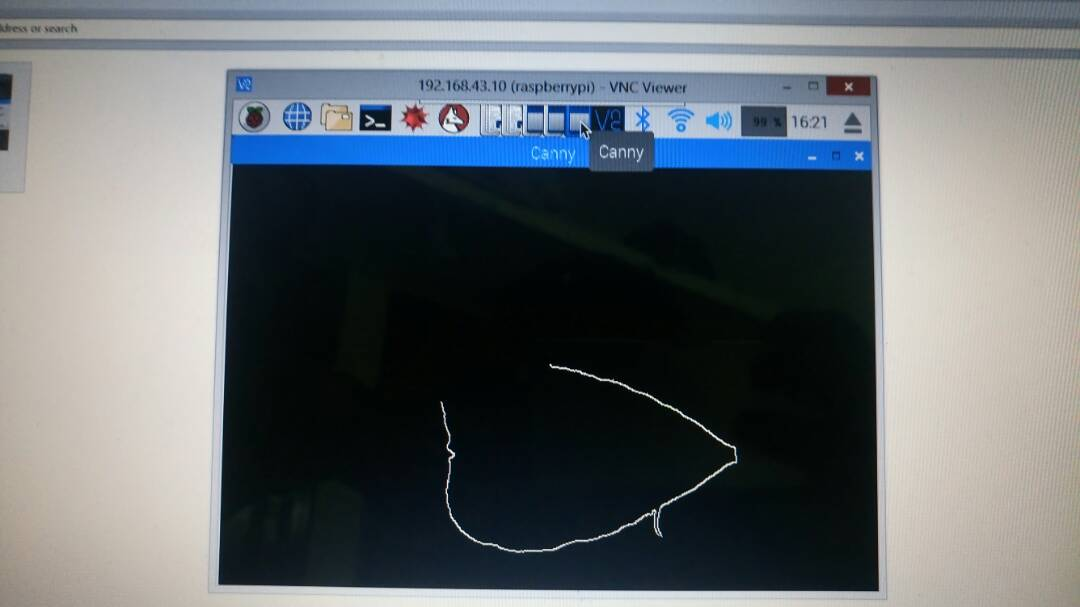 ddress or search
192.168.43.10 (raspberrypi) - VNC Viewer
99 % 16:21
Canny
Canny